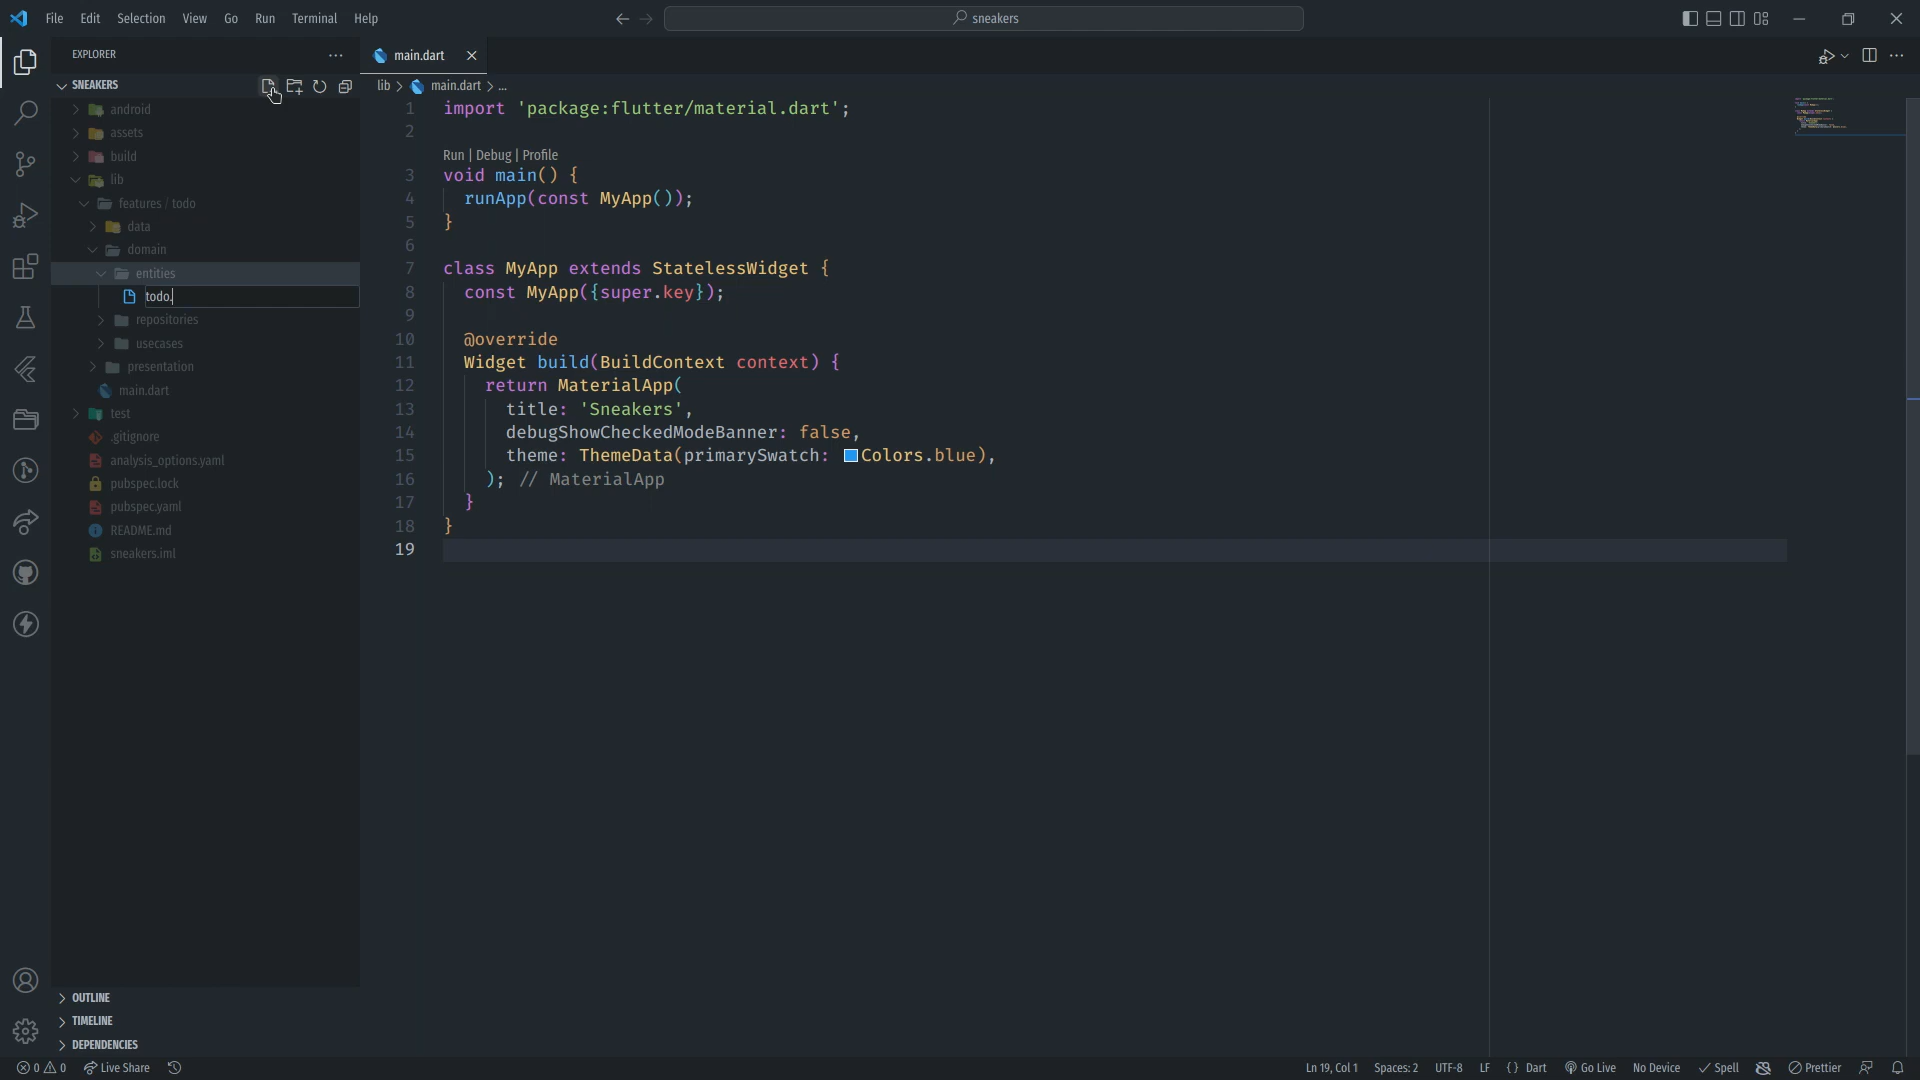 File Edit Selection View Go Run Terminal Help
sneakers
EXPLORER
main.dart
SNEAKERS
lib > main.dart > ...
android
assets
build
lib
features / todo
data
domain
entities
todo.
repositories
usecases
presentation
main.dart
test
.gitignore
analysis_options.yaml
pubspec.lock
pubspec.yaml
README.md
sneakers.iml
OUTLINE
TIMELINE
DEPENDENCIES
1 import 'package:flutter/material.dart';
2
Run | Debug | Profile
3 void main() {
4 runApp(const MyApp());
5 }
6
7 class MyApp extends StatelessWidget {
8 const MyApp({super.key});
9
10 @override
11 Widget build(BuildContext context) {
12 return MaterialApp(
13 title: 'Sneakers',
14 debugShowCheckedModeBanner: false,
15 theme: ThemeData(primarySwatch: Colors.blue),
16 ); // MaterialApp
17 }
18 }
19
0 0 Live Share Ln 19, Col 1 Spaces: 2 UTF-8 LF {} Dart Go Live No Device Spell Prettier